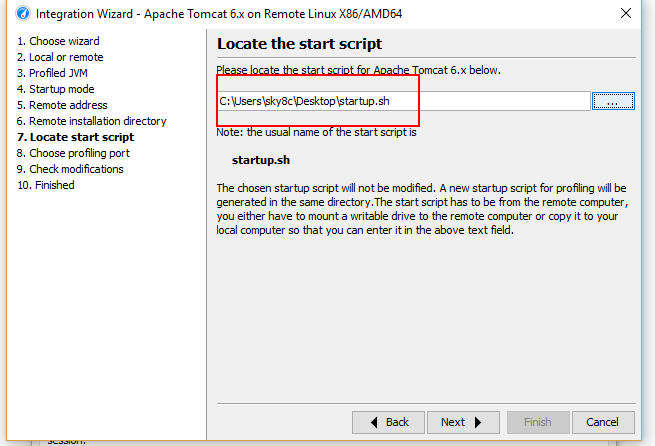 Integration Wizard - Apache Tomcat 6.x on Remote Linux X86/AMD64
1. Choose wizard
2. Local or remote
3. Profiled JVM
4. Startup mode
5. Remote address
6. Remote installation directory
7. Locate start script
8. Choose profiling port
9. Check modifications
10. Finished
Locate the start script
Please locate the start script for Apache Tomcat 6.x below.
C:\Users\sky8c\Desktop\startup.sh
...
Note: the usual name of the start script is
startup.sh
The chosen startup script will not be modified. A new startup script for profiling will be
generated in the same directory.The start script has to be from the remote computer,
you either have to mount a writable drive to the remote computer or copy it to your
local computer so that you can enter it in the above text field.
Back
Next
Finish
Cancel
session.